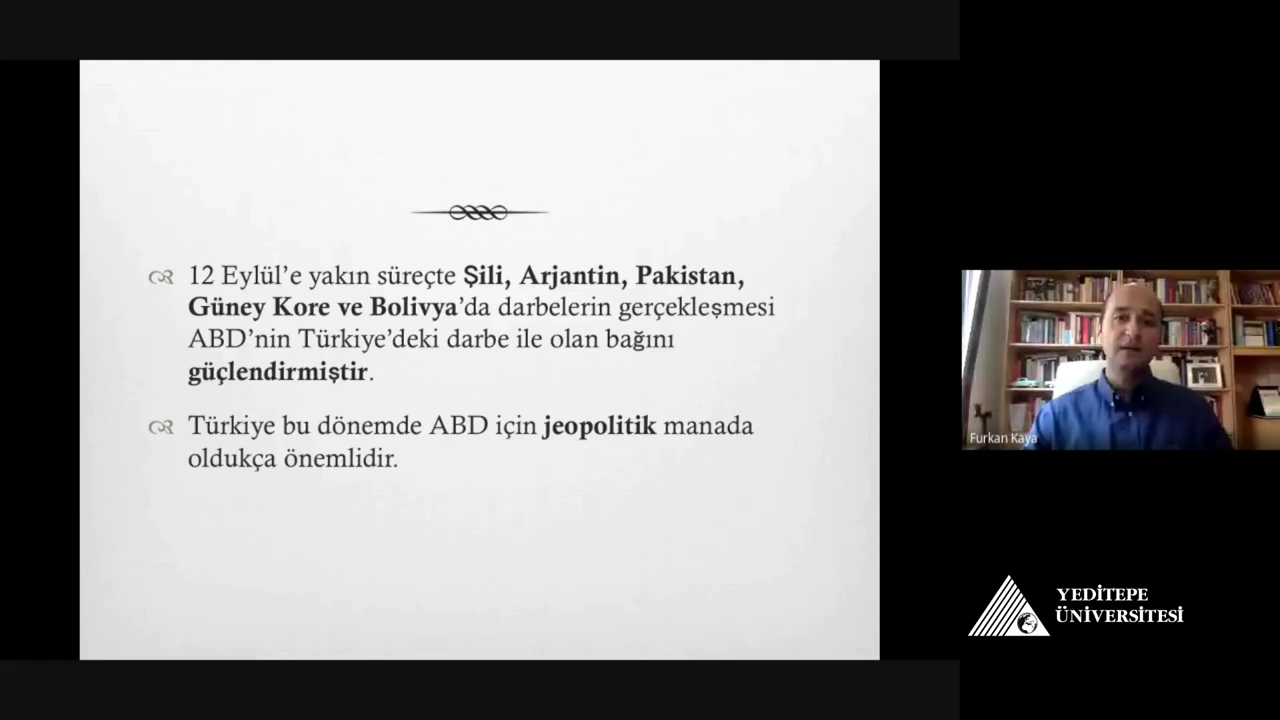 12 Eylül’e yakın süreçte Şili, Arjantin, Pakistan,
Güney Kore ve Bolivya’da darbelerin gerçekleşmesi
ABD’nin Türkiye’deki darbe ile olan bağını
güçlendirmiştir.
Türkiye bu dönemde ABD için jeopolitik manada
oldukça önemlidir.
Furkan Kaya
YEDİTEPE
ÜNİVERSİTESİ